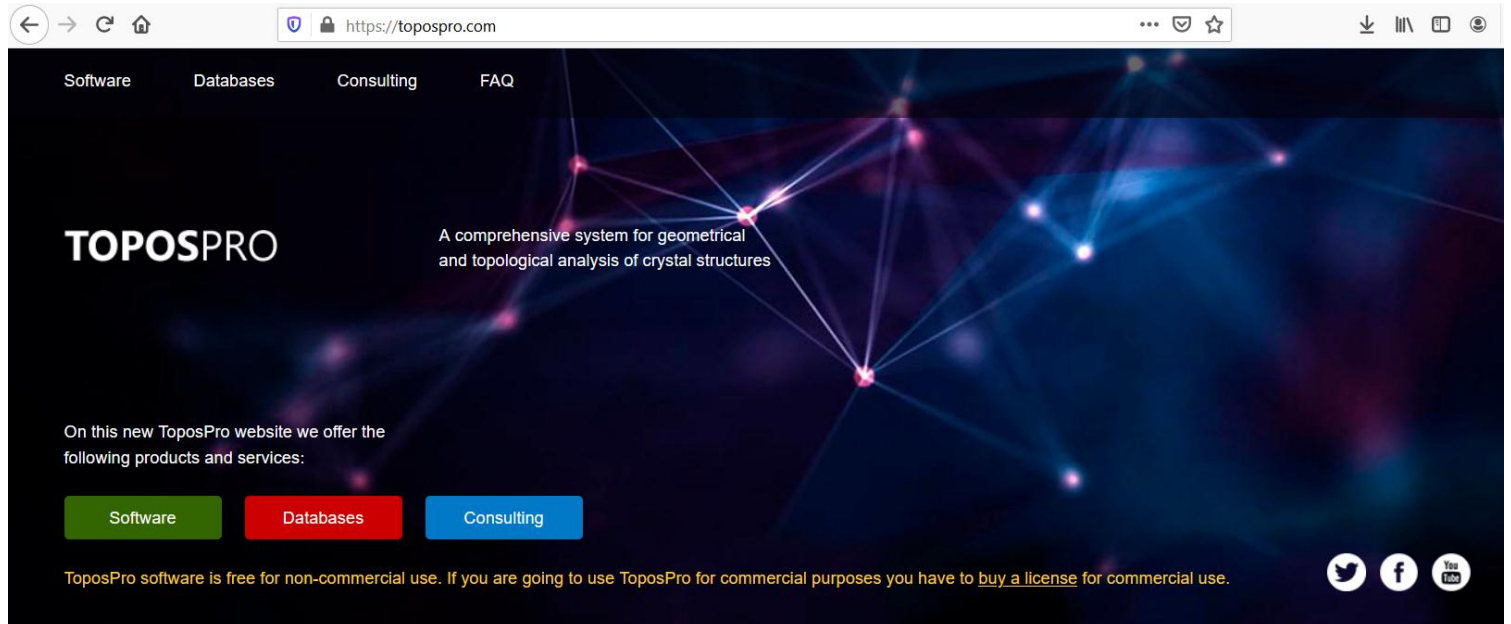 https://topospro.com
Software Databases Consulting FAQ
TOPOSPRO
A comprehensive system for geometrical
and topological analysis of crystal structures
On this new ToposPro website we offer the
following products and services:
Software Databases Consulting
ToposPro software is free for non-commercial use. If you are going to use ToposPro for commercial purposes you have to buy a license for commercial use.
You
Tube